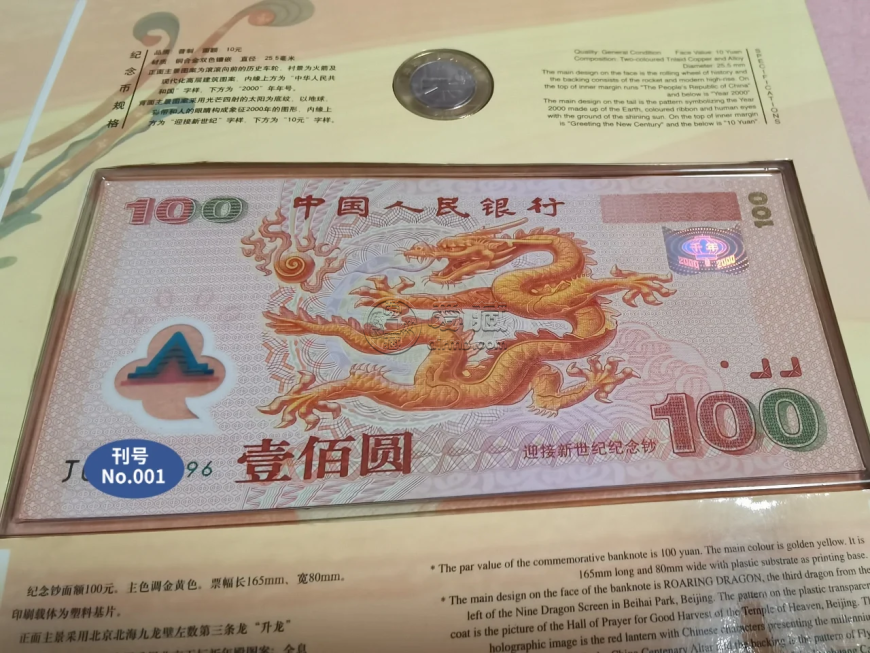 纪念币规格
品质 普制 面额 10元
材质 铜合金双色镶嵌 直径 25.5毫米
正面主要图案为滚滚向前的历史车轮、衬景为火箭及
现代化高层建筑图案 内缘上方为“中华人民共
和国”字样、下方为“2000”年年号。
背面主要图案采用光芒四射的太阳为底纹、以地球、
彩带和人的眼睛构成象征2000年的图形、内缘上
方为“迎接新世纪”字样、下方为“10元”字样。
Quality: General Condition Face Value: 10 Yuan
Composition: Two-coloured Tilted Copper and Alloy
Diameter: 25.5 mm
The main design on the face is the rolling wheel of history and
the backing consists of the rocket and modern high-rise. On
the top of inner margin runs "The People's Republic of China"
and below is "Year 2000"
The main design on the tail is the pattern symbolizing the Year
2000 made up of the Earth, coloured ribbon and human eyes
with the ground of the shining sun. On the top of inner margin
is "Greeting the New Century" and the below is "10 Yuan"
SPECIFICATIONS
100
中国人民银行
100
千年
2000 2000
刊号
No.001
J
96
壹佰圆
迎接新世纪纪念钞
100
纪念钞面额100元、主色调金黄色。票幅长165mm、宽80mm。
印刷载体为塑料基片。
正面主景采用北京北海九龙壁左数第三条龙“升龙”
* The par value of the commemorative banknote is 100 yuan. The main colour is golden yellow. It is
165mm long and 80mm wide with plastic substrate as printing base.
* The main design on the face of the banknote is ROARING DRAGON, the third dragon from the
left of the Nine Dragon Screen in Beihai Park, Beijing. The pattern on the plastic transparen
coat is the picture of the Hall of Prayer for Good Harvest of the Temple of Heaven, Beijing. Th
holographic image is the red lantern with Chinese characters presenting the millenniu
China Centenary Altar and the backing is the pattern of Fly